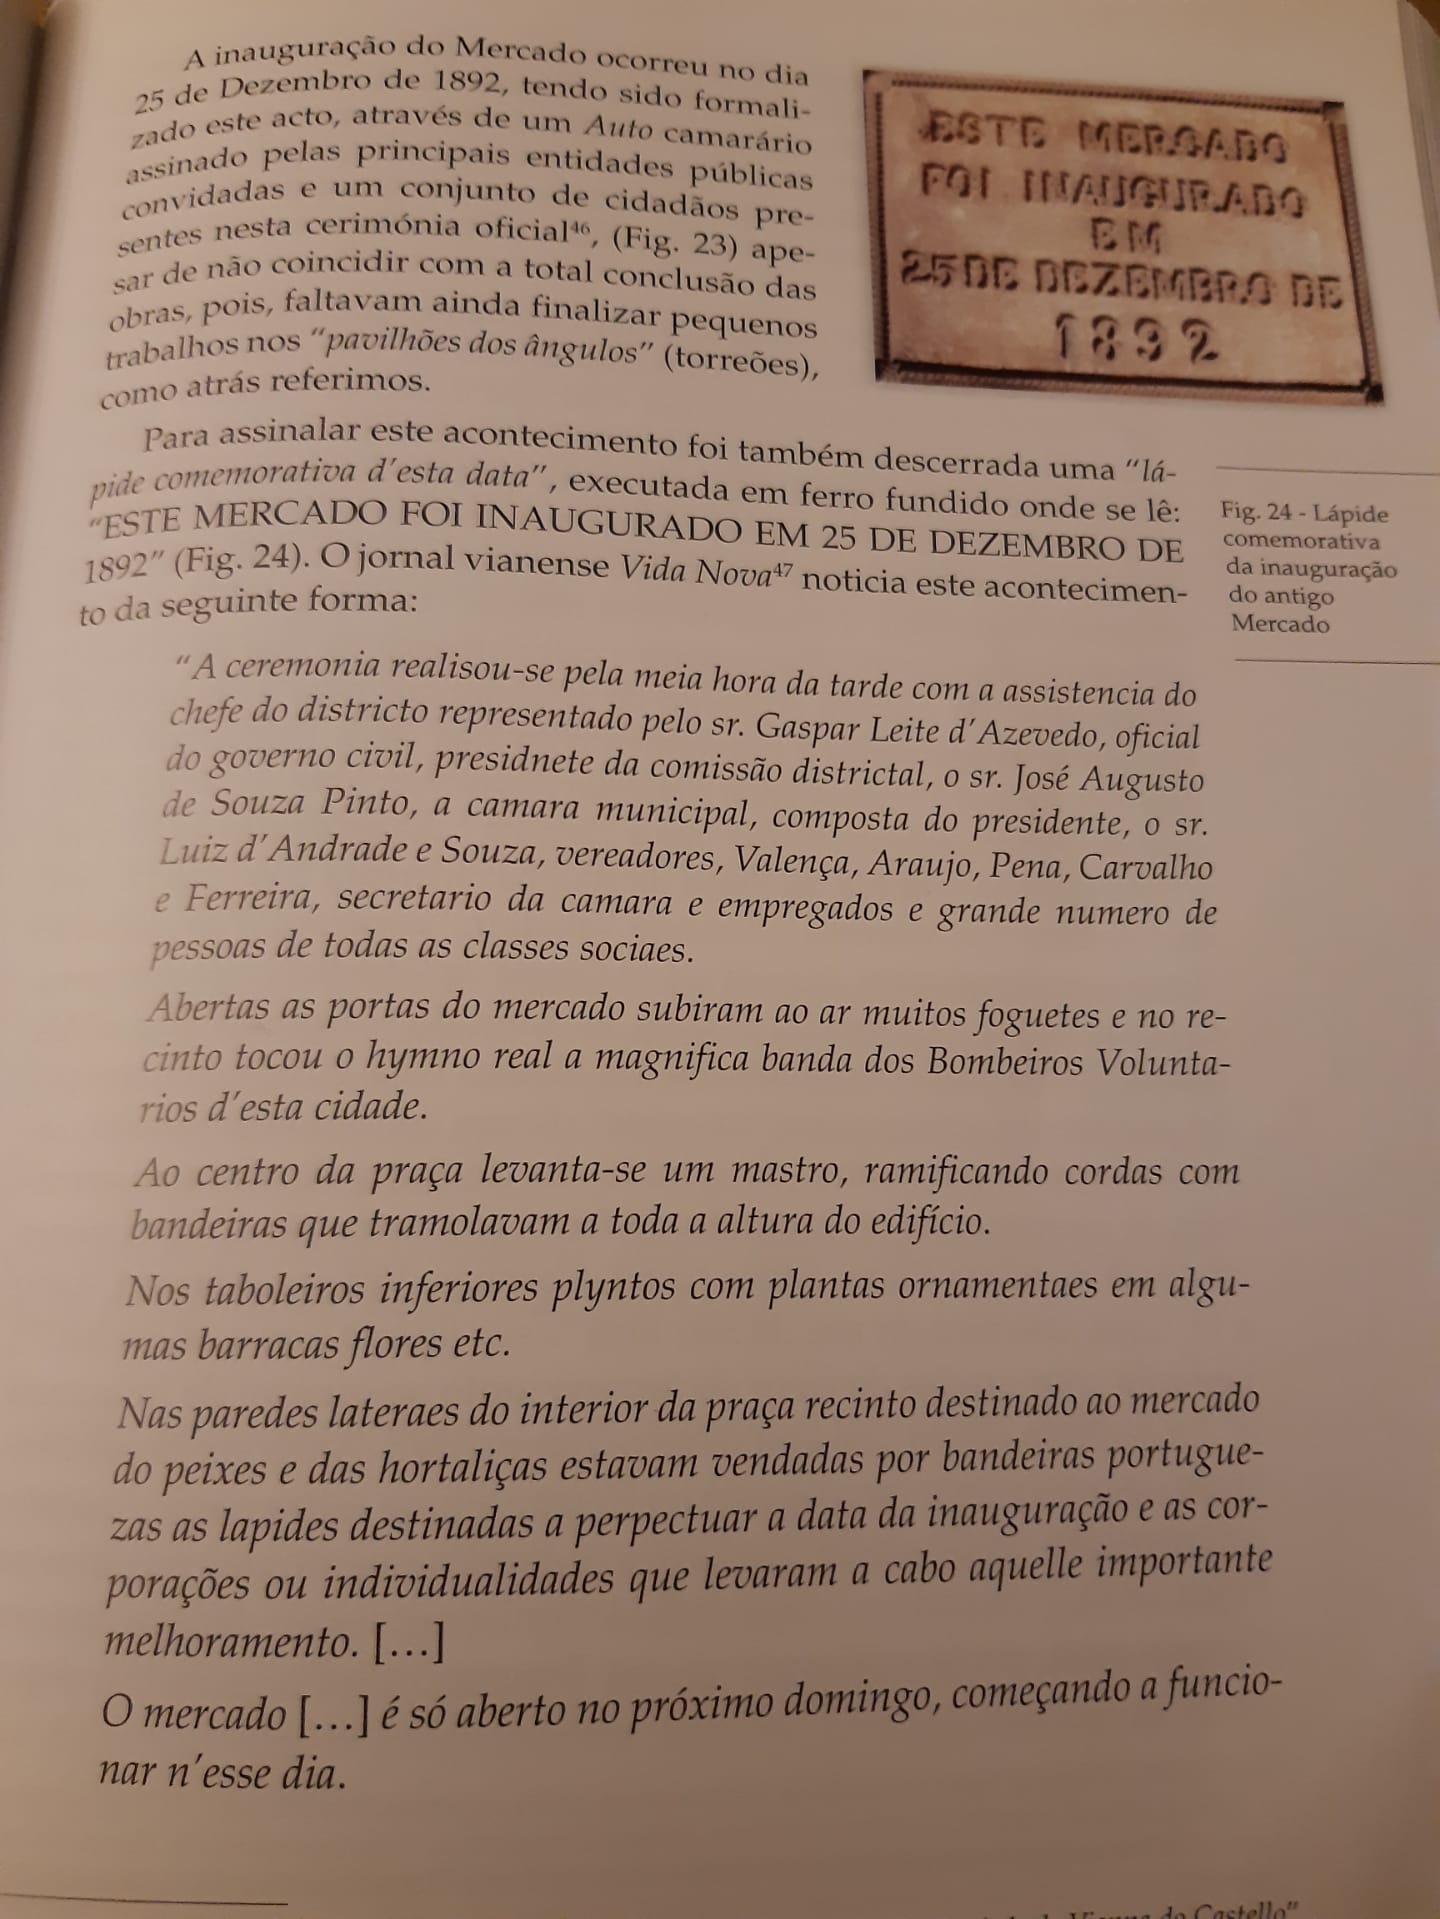 A inauguração do Mercado ocorreu no dia
25 de Dezembro de 1892, tendo sido formali-
zado este acto, através de um Auto camarário
assinado pelas principais entidades públicas
convidadas e um conjunto de cidadãos pre-
sentes nesta cerimónia oficial⁴⁶, (Fig. 23) ape-
sar de não coincidir com a total conclusão das
obras, pois, faltavam ainda finalizar pequenos
trabalhos nos "pavilhões dos ângulos" (torreões),
como atrás referimos.
ESTE MERCADO
FOI INAUGURADO
EM
25 DE DEZEMBRO DE
1892
Para assinalar este acontecimento foi também descerrada uma "lá-
pide comemorativa d'esta data", executada em ferro fundido onde se lê:
"ESTE MERCADO FOI INAUGURADO EM 25 DE DEZEMBRO DE
1892" (Fig. 24). O jornal vianense Vida Nova⁴⁷ noticia este acontecimen-
to da seguinte forma:
Fig. 24 - Lápide
comemorativa
da inauguração
do antigo
Mercado
"A ceremonia realisou-se pela meia hora da tarde com a assistencia do
chefe do districto representado pelo sr. Gaspar Leite d'Azevedo, oficial
do governo civil, presidnete da comissão districtal, o sr. José Augusto
de Souza Pinto, a camara municipal, composta do presidente, o sr.
Luiz d'Andrade e Souza, vereadores, Valença, Araujo, Pena, Carvalho
e Ferreira, secretario da camara e empregados e grande numero de
pessoas de todas as classes sociaes.
Abertas as portas do mercado subiram ao ar muitos foguetes e no re-
cinto tocou o hymno real a magnifica banda dos Bombeiros Volunta-
rios d'esta cidade.
Ao centro da praça levanta-se um mastro, ramificando cordas com
bandeiras que tramolavam a toda a altura do edifício.
Nos taboleiros inferiores plyntos com plantas ornamentaes em algu-
mas barracas flores etc.
Nas paredes lateraes do interior da praça recinto destinado ao mercado
do peixes e das hortaliças estavam vendadas por bandeiras portugue-
zas as lapides destinadas a perpectuar a data da inauguração e as cor-
porações ou individualidades que levaram a cabo aquelle importante
melhoramento. [...]
O mercado [...] é só aberto no próximo domingo, começando a funcio-
nar n'esse dia.
Vianna do Castello"